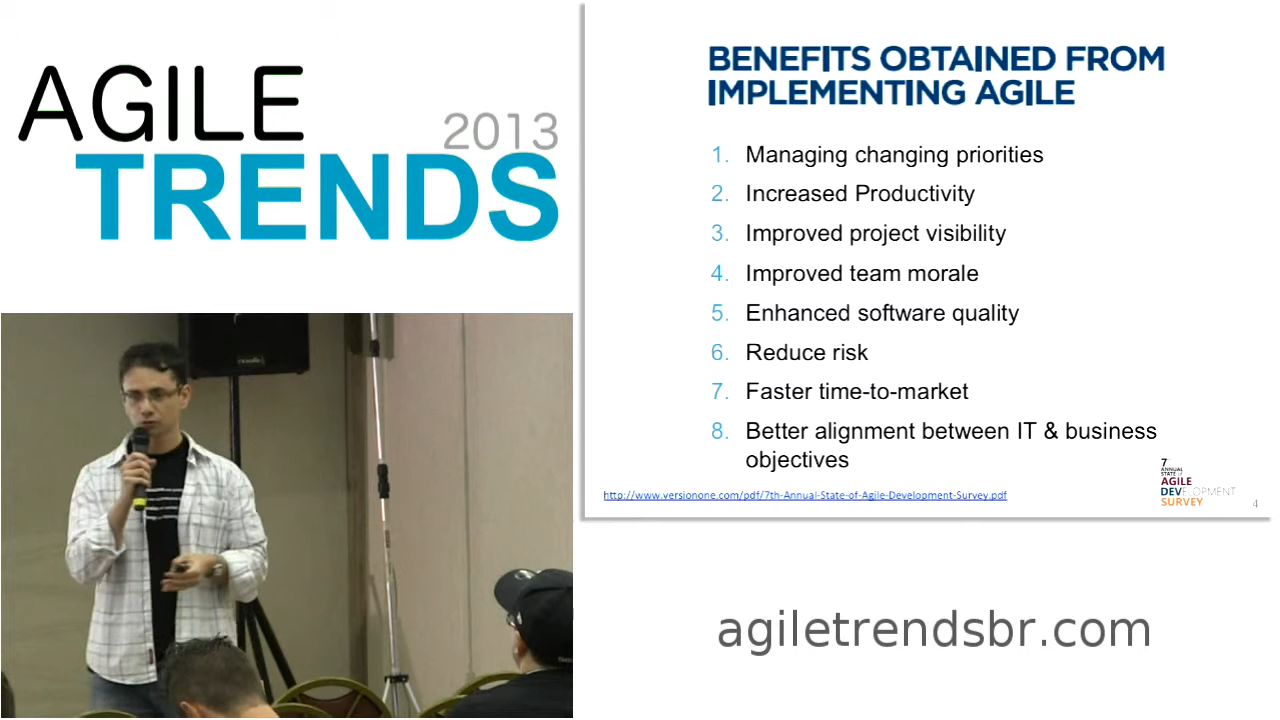 AGILE
2013
TRENDS
BENEFITS OBTAINED FROM
IMPLEMENTING AGILE
1. Managing changing priorities
2. Increased Productivity
3. Improved project visibility
4. Improved team morale
5. Enhanced software quality
6. Reduce risk
7. Faster time-to-market
8. Better alignment between IT & business
objectives
http://www.versionone.com/pdf/7th-Annual-State-of-Agile-Development-Survey.pdf
7
ANNUAL
STATE of
AGILE
DEVELOPMENT
SURVEY
4
agiletrendsbr.com